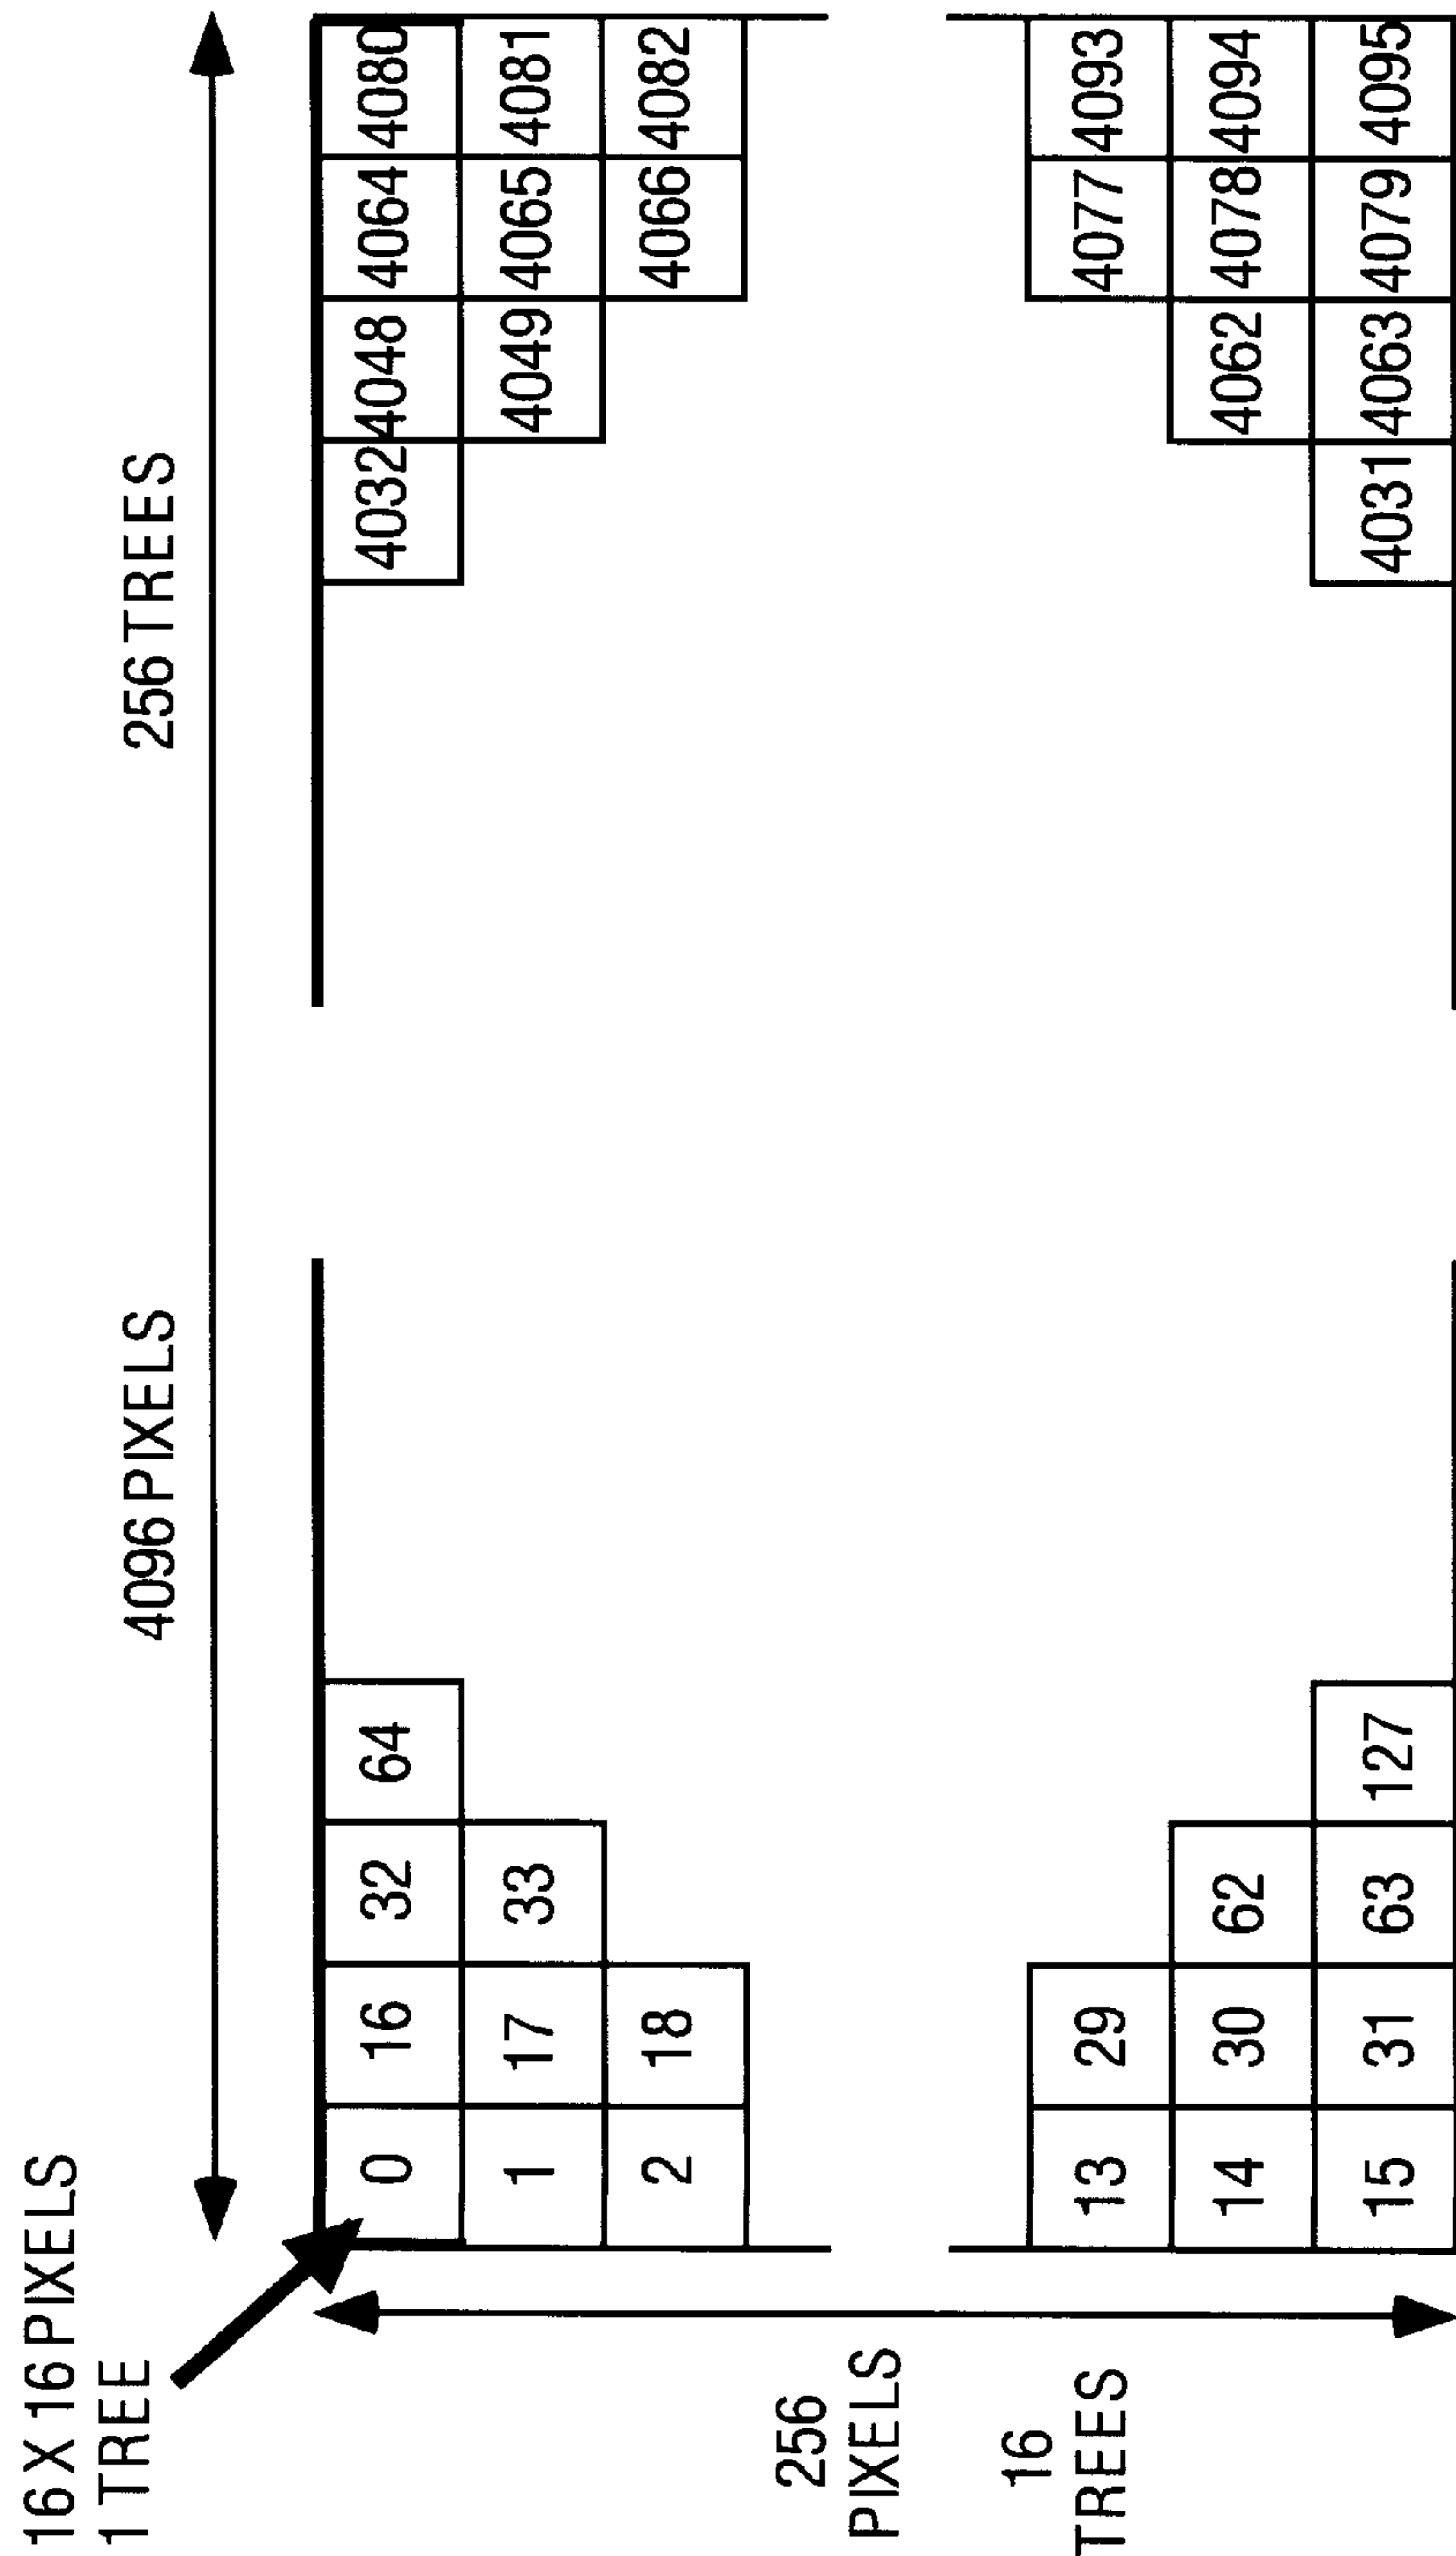 16 X 16 PIXELS
1 TREE
4096 PIXELS 256 TREES
0 16 32 64 4032 4048 4064 4080
1 17 33 4049 4065 4081
2 18 4066 4082
256
PIXELS
16
TREES
13 29 4077 4093
14 30 62 4062 4078 4094
15 31 63 127 4031 4063 4079 4095